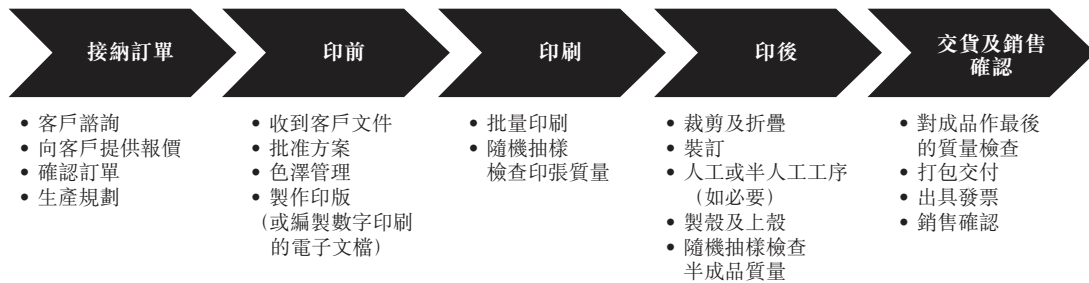 接納訂單
印前
印刷
印後
交貨及銷售
確認
• 客戶諮詢
• 向客戶提供報價
• 確認訂單
• 生產規劃
• 收到客戶文件
• 批准方案
• 色澤管理
• 製作印版
(或編製數字印刷
的電子文檔)
• 批量印刷
• 隨機抽樣
檢查印張質量
• 裁剪及折疊
• 裝訂
• 人工或半人工工序
(如必要)
• 製殼及上殼
• 隨機抽樣檢查
半成品質量
• 對成品作最後
的質量檢查
• 打包交付
• 出具發票
• 銷售確認